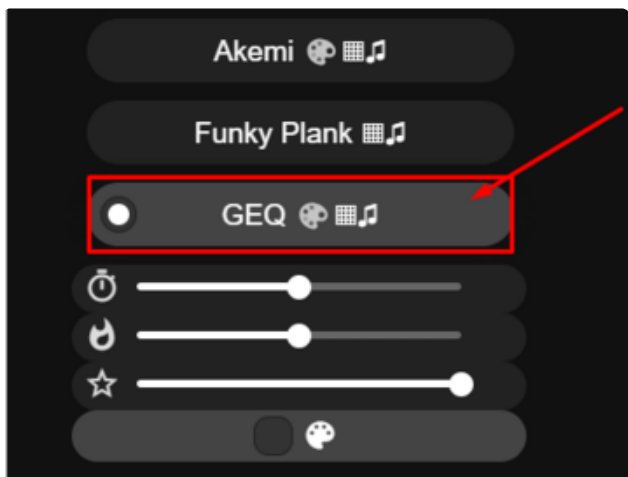 Akemi 🎨 ▦♫
Funky Plank ▦♫
GEQ 🎨 ▦♫